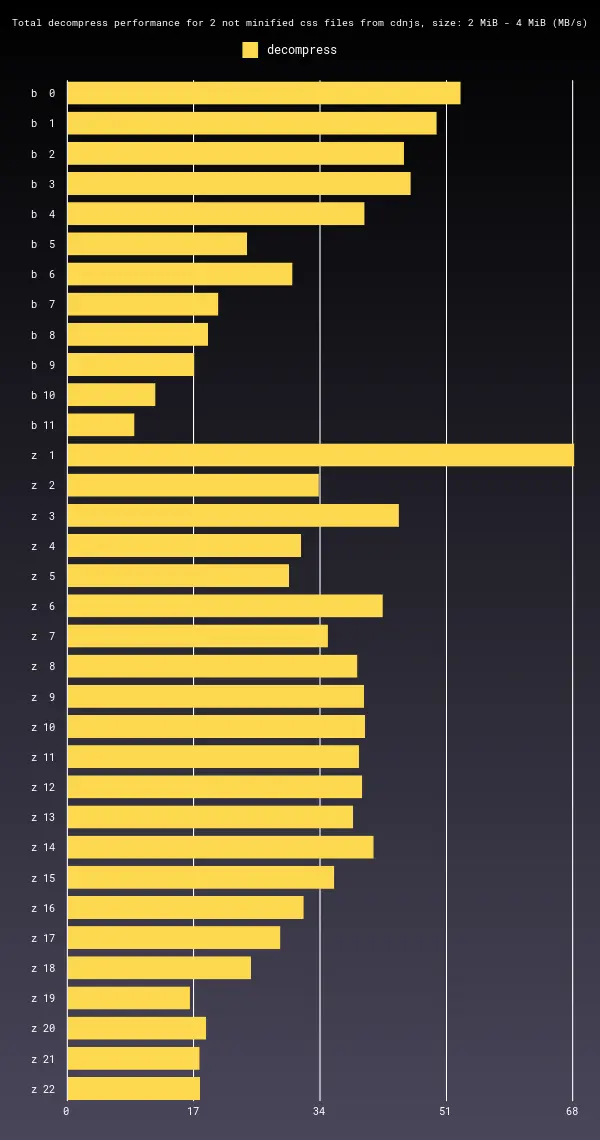 Total decompress performance for 2 not minified css files from cdnjs, size: 2 MiB - 4 MiB (MB/s)
decompress
b 0
b 1
b 2
b 3
b 4
b 5
b 6
b 7
b 8
b 9
b 10
b 11
z 1
z 2
z 3
z 4
z 5
z 6
z 7
z 8
z 9
z 10
z 11
z 12
z 13
z 14
z 15
z 16
z 17
z 18
z 19
z 20
z 21
z 22
0 17 34 51 68